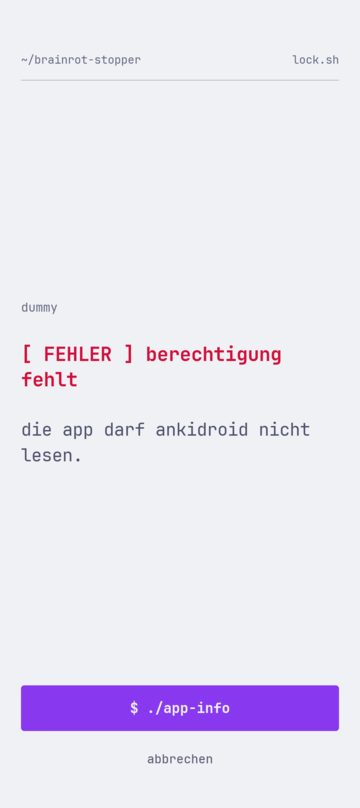 ~/brainrot-stopper lock.sh
dummy
[ FEHLER ] berechtigung
fehlt
die app darf ankidroid nicht
lesen.
$ ./app-info
abbrechen